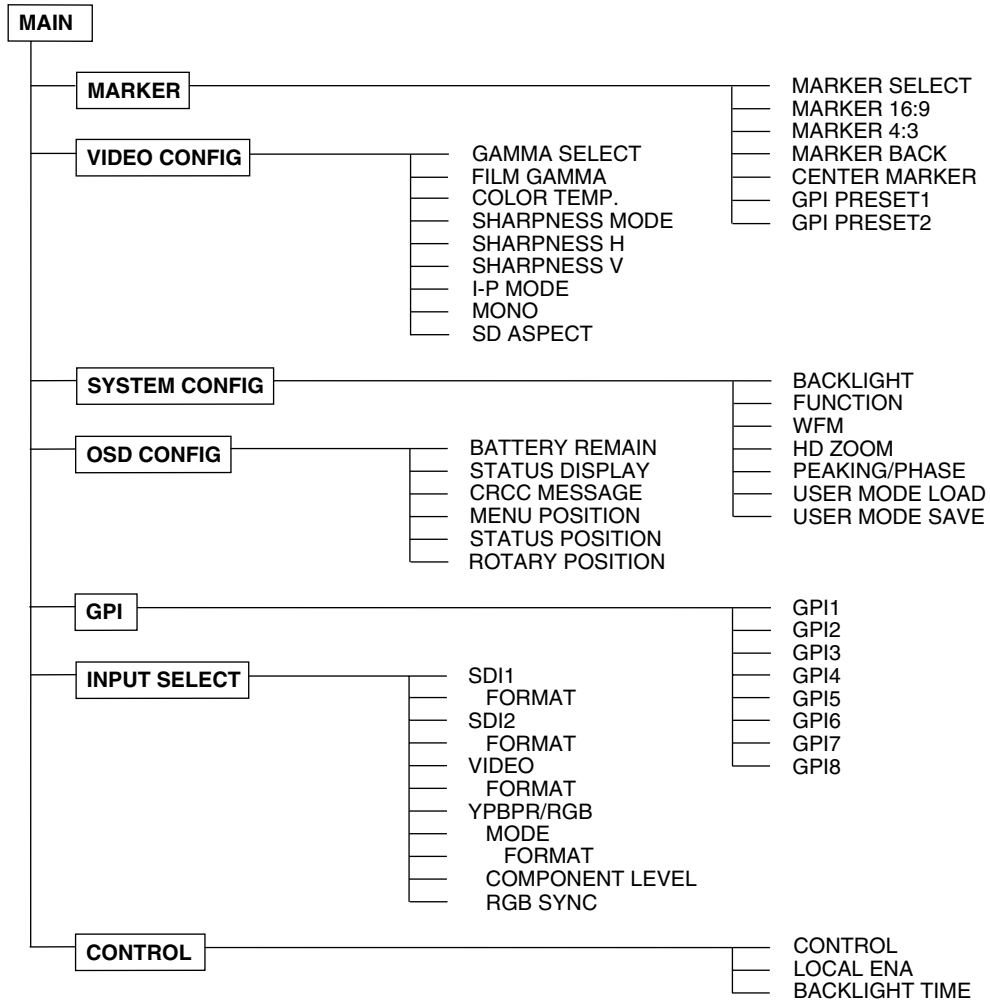 MAIN
MARKER
MARKER SELECT
MARKER 16:9
MARKER 4:3
MARKER BACK
CENTER MARKER
GPI PRESET1
GPI PRESET2
VIDEO CONFIG
GAMMA SELECT
FILM GAMMA
COLOR TEMP.
SHARPNESS MODE
SHARPNESS H
SHARPNESS V
I-P MODE
MONO
SD ASPECT
SYSTEM CONFIG
BACKLIGHT
FUNCTION
WFM
HD ZOOM
PEAKING/PHASE
USER MODE LOAD
USER MODE SAVE
OSD CONFIG
BATTERY REMAIN
STATUS DISPLAY
CRCC MESSAGE
MENU POSITION
STATUS POSITION
ROTARY POSITION
GPI
GPI1
GPI2
GPI3
GPI4
GPI5
GPI6
GPI7
GPI8
INPUT SELECT
SDI1
FORMAT
SDI2
FORMAT
VIDEO
FORMAT
YPBPR/RGB
MODE
FORMAT
COMPONENT LEVEL
RGB SYNC
CONTROL
CONTROL
LOCAL ENA
BACKLIGHT TIME